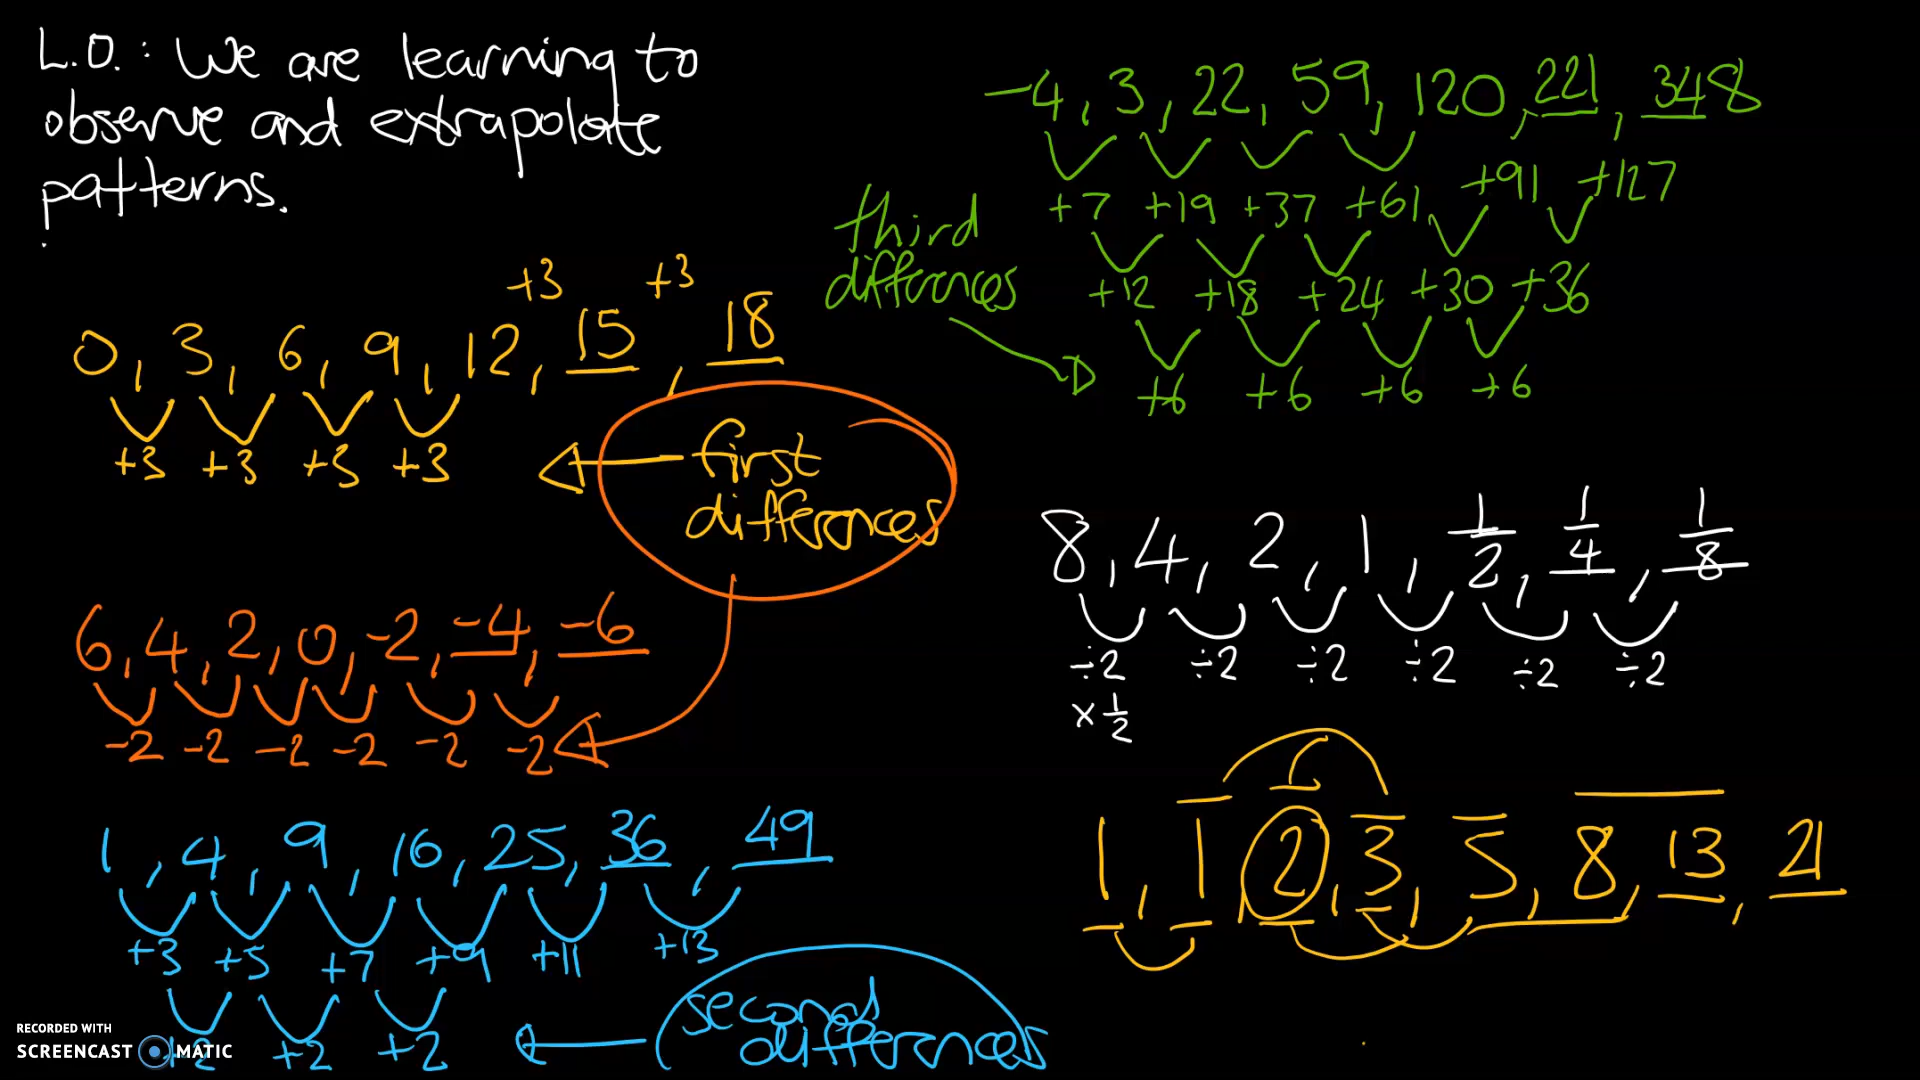 L.O.: We are learning to
observe and extrapolate
patterns.
+3 +3
0, 3, 6, 9, 12, 15, 18
+3 +3 +3 +3
first
differences
6, 4, 2, 0, -2, -4, -6
-2 -2 -2 -2 -2 -2
1, 4, 9, 16, 25, 36, 49
+3 +5 +7 +9 +11 +13
+2 +2 +2
second
differences
-4, 3, 22, 59, 120, 221, 348
+7 +19 +37 +61 +91 +127
third
differences
+12 +18 +24 +30 +36
+6 +6 +6 +6
8, 4, 2, 1, 1/2, 1/4, 1/8
÷2 ÷2 ÷2 ÷2 ÷2 ÷2
× 1/2
1, 1, 2, 3, 5, 8, 13, 21
RECORDED WITH
SCREENCAST MATIC